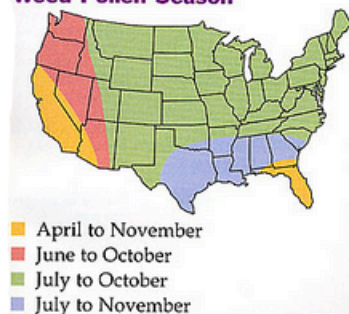 Weed Pollen Season
April to November
June to October
July to October
July to November